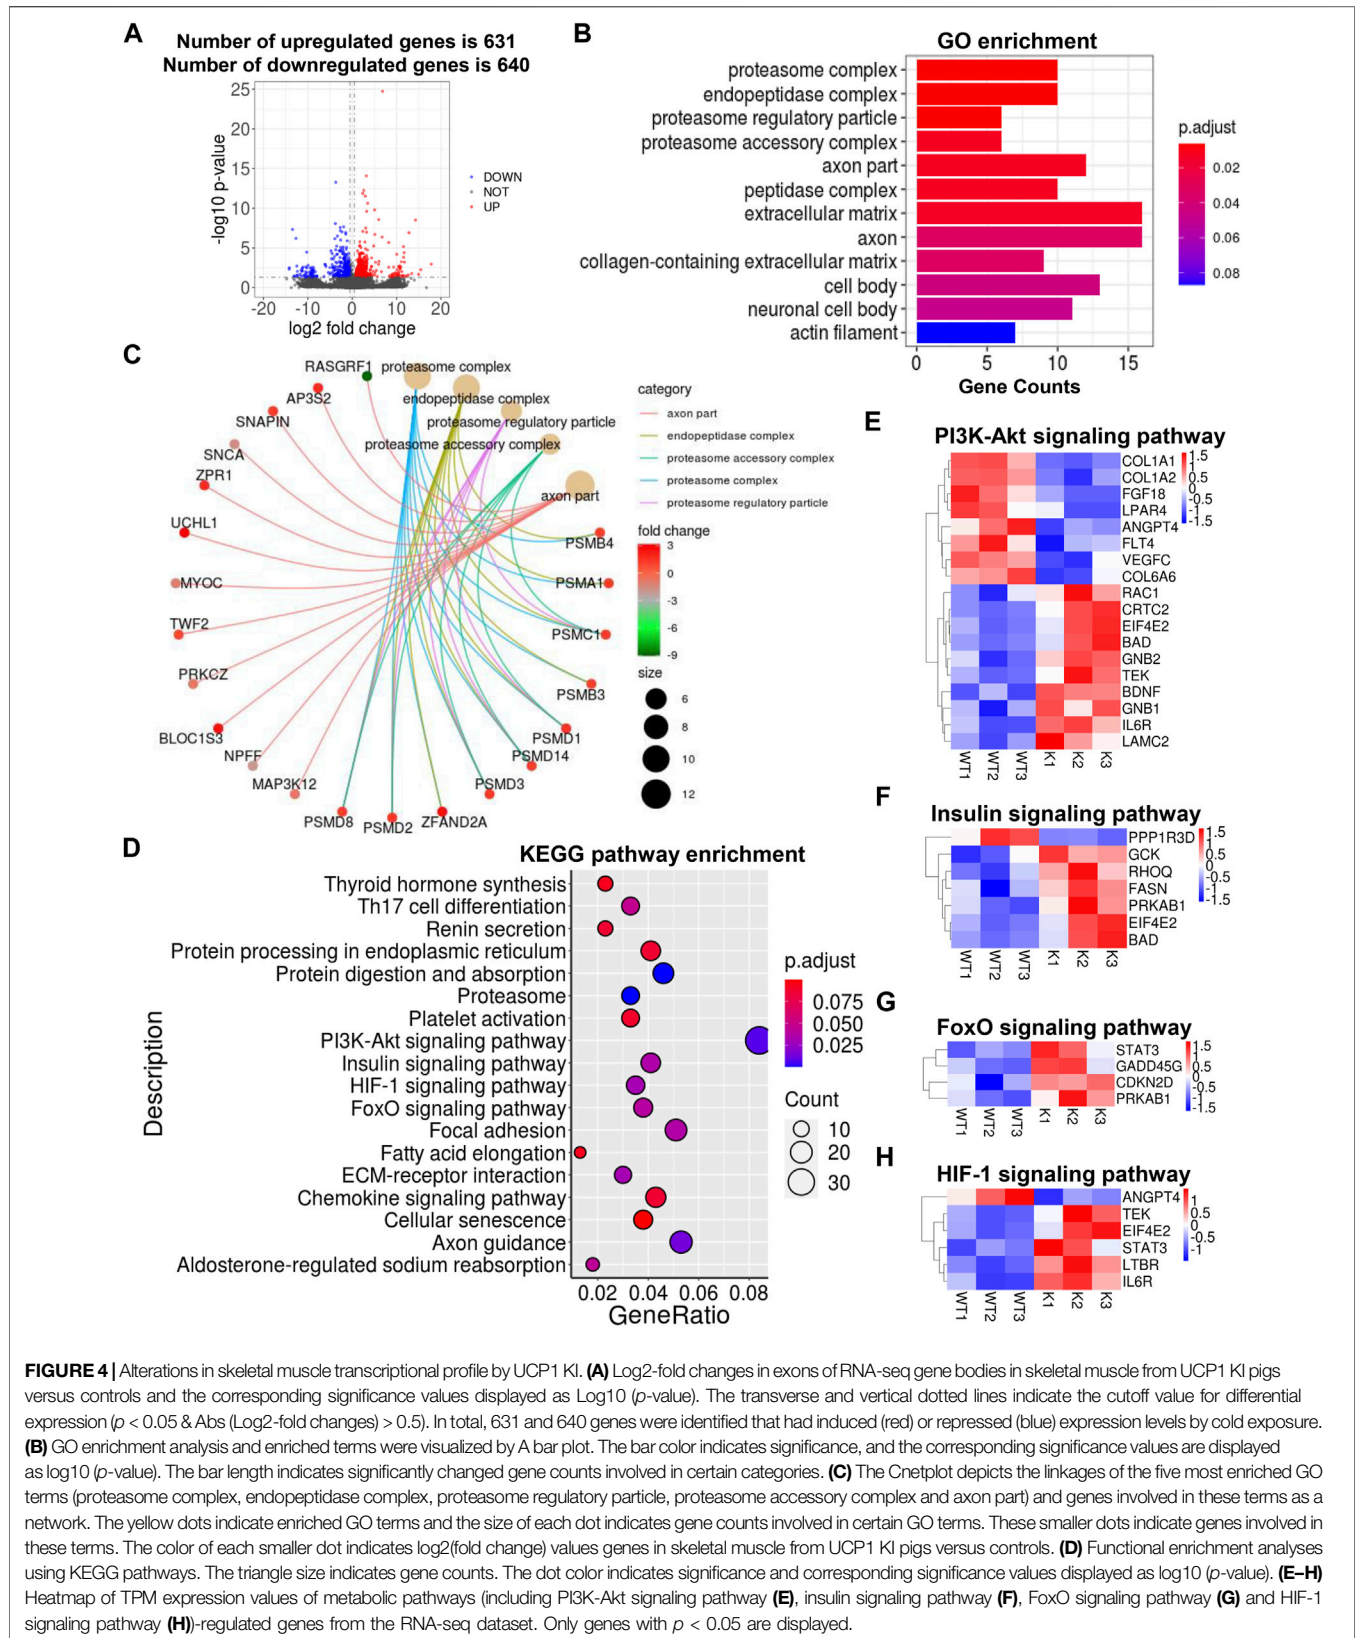 A
Number of upregulated genes is 631
Number of downregulated genes is 640
25
20
15
10
5
0
-log10 p-value
-20 -10 0 10 20
log2 fold change
DOWN
NOT
UP
B
GO enrichment
proteasome complex
endopeptidase complex
proteasome regulatory particle
proteasome accessory complex
axon part
peptidase complex
extracellular matrix
axon
collagen-containing extracellular matrix
cell body
neuronal cell body
actin filament
0 5 10 15
Gene Counts
p.adjust
0.02
0.04
0.06
0.08
C
RASGRF1
proteasome complex
AP3S2
endopeptidase complex
SNAPIN
proteasome regulatory particle
SNCA
proteasome accessory complex
ZPR1
axon part
UCHL1
PSMB4
MYOC
PSMA1
TWF2
PSMC1
PRKCZ
PSMB3
BLOC1S3
PSMD1
NPFF
PSMD14
MAP3K12
PSMD3
PSMD8
PSMD2
ZFAND2A
category
axon part
endopeptidase complex
proteasome accessory complex
proteasome complex
proteasome regulatory particle
fold change
3
0
-3
-6
-9
size
6
8
10
12
D
KEGG pathway enrichment
Description
Thyroid hormone synthesis
Th17 cell differentiation
Renin secretion
Protein processing in endoplasmic reticulum
Protein digestion and absorption
Proteasome
Platelet activation
PI3K-Akt signaling pathway
Insulin signaling pathway
HIF-1 signaling pathway
FoxO signaling pathway
Focal adhesion
Fatty acid elongation
ECM-receptor interaction
Chemokine signaling pathway
Cellular senescence
Axon guidance
Aldosterone-regulated sodium reabsorption
0.02 0.04 0.06 0.08
GeneRatio
p.adjust
0.075
0.050
0.025
Count
10
20
30
E
PI3K-Akt signaling pathway
COL1A1
COL1A2
FGF18
LPAR4
ANGPT4
FLT4
VEGFC
COL6A6
RAC1
CRTC2
EIF4E2
BAD
GNB2
TEK
BDNF
GNB1
IL6R
LAMC2
1.5
0.5
-0.5
-1.5
WT1 WT2 WT3 K1 K2 K3
F
Insulin signaling pathway
PPP1R3D
GCK
RHOQ
FASN
PRKAB1
EIF4E2
BAD
1.5
1
0.5
0
-0.5
-1
-1.5
WT1 WT2 WT3 K1 K2 K3
G
FoxO signaling pathway
STAT3
GADD45G
CDKN2D
PRKAB1
1.5
0.5
-0.5
-1.5
WT1 WT2 WT3 K1 K2 K3
H
HIF-1 signaling pathway
ANGPT4
TEK
EIF4E2
STAT3
LTBR
IL6R
1
0.5
0
-0.5
-1
WT1 WT2 WT3 K1 K2 K3
FIGURE 4 | Alterations in skeletal muscle transcriptional profile by UCP1 KI. (A) Log2-fold changes in exons of RNA-seq gene bodies in skeletal muscle from UCP1 KI pigs
versus controls and the corresponding significance values displayed as Log10 (p-value). The transverse and vertical dotted lines indicate the cutoff value for differential
expression (p < 0.05 & Abs (Log2-fold changes) > 0.5). In total, 631 and 640 genes were identified that had induced (red) or repressed (blue) expression levels by cold exposure.
(B) GO enrichment analysis and enriched terms were visualized by A bar plot. The bar color indicates significance, and the corresponding significance values are displayed
as log10 (p-value). The bar length indicates significantly changed gene counts involved in certain categories. (C) The Cnetplot depicts the linkages of the five most enriched GO
terms (proteasome complex, endopeptidase complex, proteasome regulatory particle, proteasome accessory complex and axon part) and genes involved in these terms as a
network. The yellow dots indicate enriched GO terms and the size of each dot indicates gene counts involved in certain GO terms. These smaller dots indicate genes involved in
these terms. The color of each smaller dot indicates log2(fold change) values genes in skeletal muscle from UCP1 KI pigs versus controls. (D) Functional enrichment analyses
using KEGG pathways. The triangle size indicates gene counts. The dot color indicates significance and corresponding significance values displayed as log10 (p-value). (E–H)
Heatmap of TPM expression values of metabolic pathways (including PI3K-Akt signaling pathway (E), insulin signaling pathway (F), FoxO signaling pathway (G) and HIF-1
signaling pathway (H))-regulated genes from the RNA-seq dataset. Only genes with p < 0.05 are displayed.